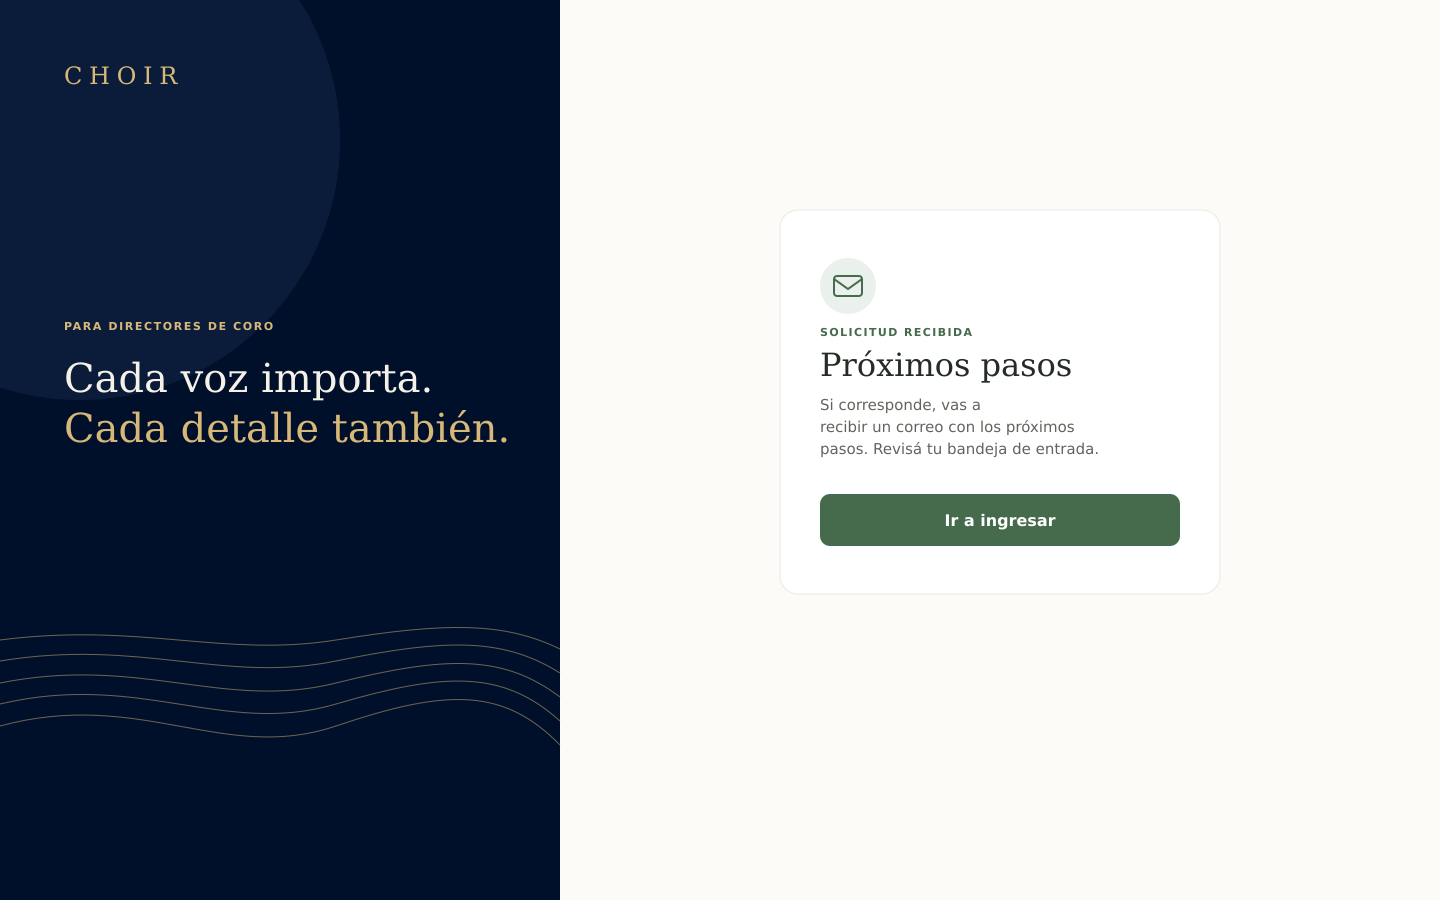 CHOIR
PARA DIRECTORES DE CORO
Cada voz importa.
Cada detalle también.
SOLICITUD RECIBIDA
Próximos pasos
Si corresponde, vas a
recibir un correo con los próximos
pasos. Revisá tu bandeja de entrada.
Ir a ingresar